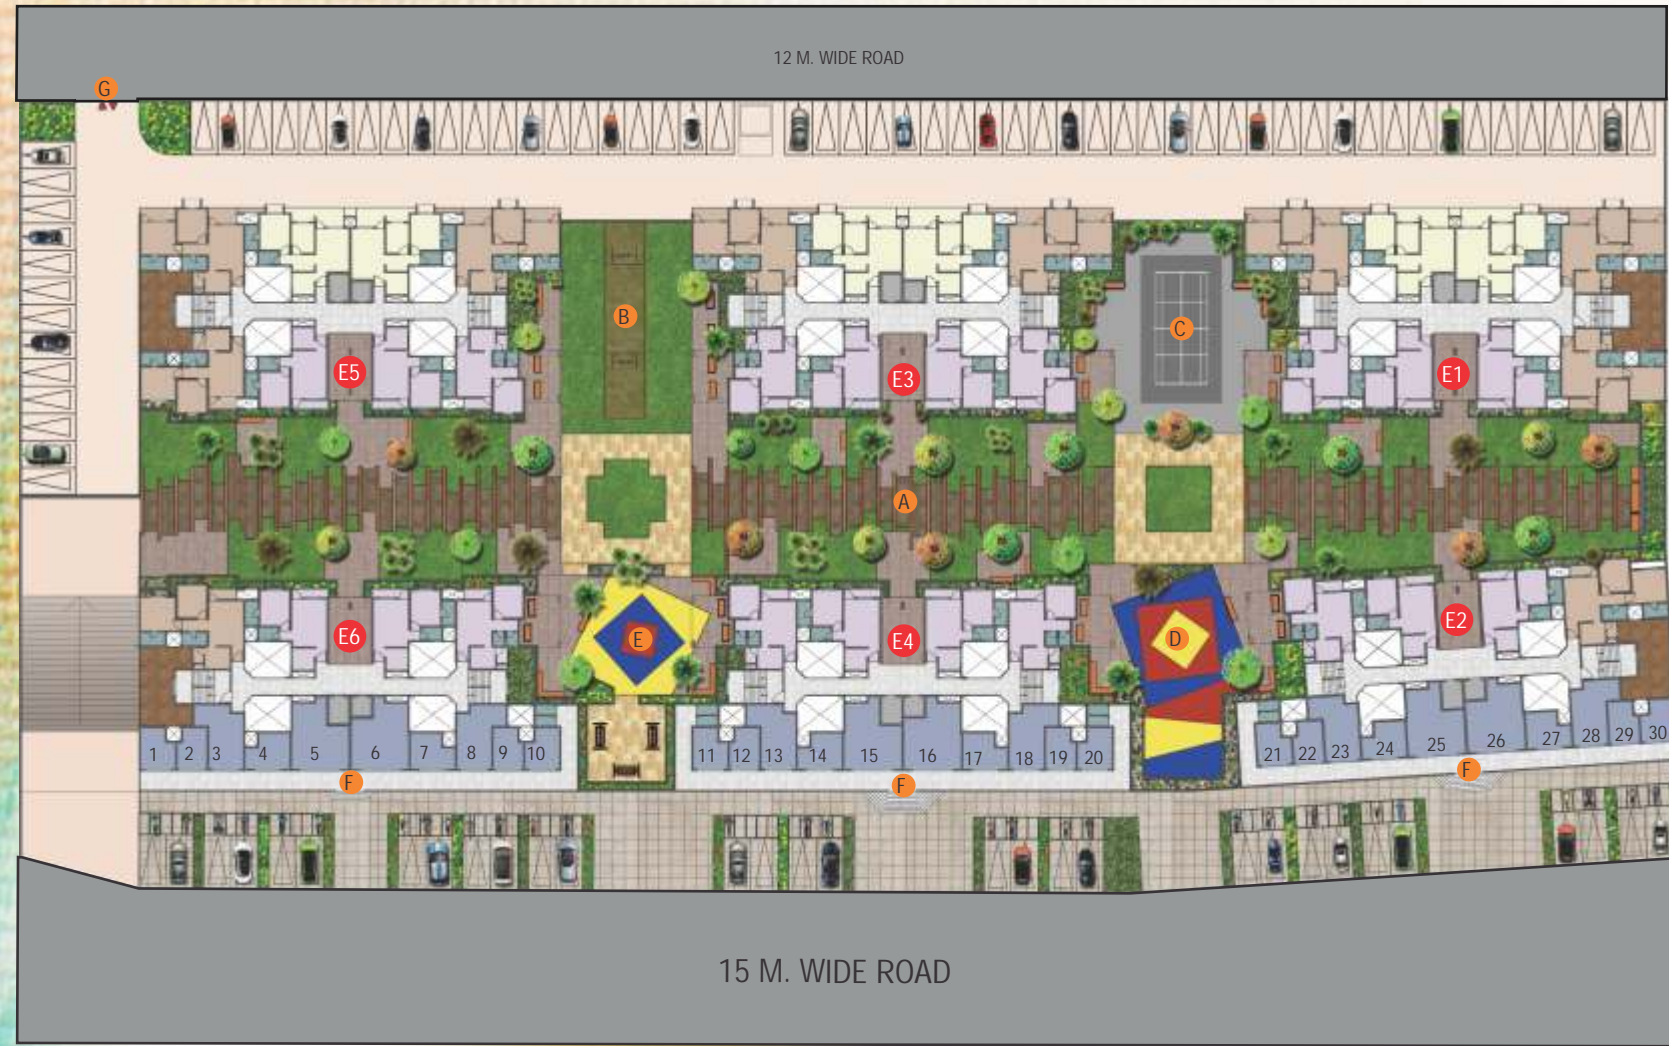 12 M. WIDE ROAD
G
B
C
E5
E3
E1
A
E6
E
E4
D
E2
1 2 3 4 5 6 7 8 9 10
11 12 13 14 15 16 17 18 19 20
21 22 23 24 25 26 27 28 29 30
F
F
F
15 M. WIDE ROAD